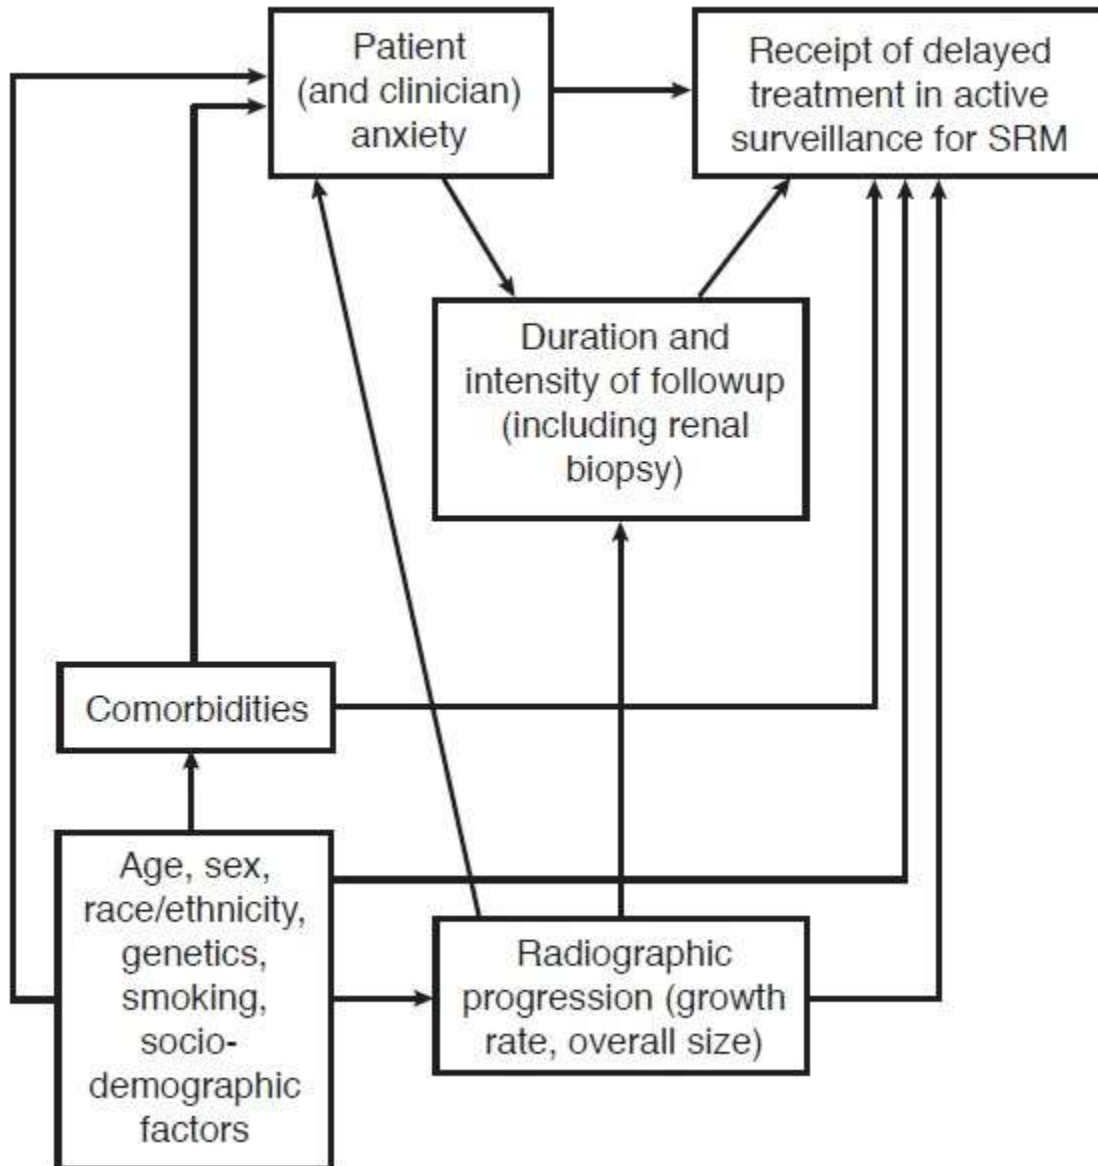 Patient
(and clinician)
anxiety
Receipt of delayed
treatment in active
surveillance for SRM
Duration and
intensity of followup
(including renal
biopsy)
Comorbidities
Age, sex,
race/ethnicity,
genetics,
smoking,
socio-
demographic
factors
Radiographic
progression (growth
rate, overall size)